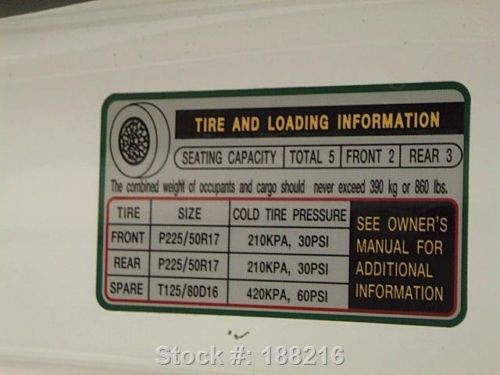 TIRE AND LOADING INFORMATION
SEATING CAPACITY TOTAL 5 FRONT 2 REAR 3
The combined weight of occupants and cargo should never exceed 390 kg or 860 lbs.
TIRE SIZE COLD TIRE PRESSURE
FRONT P225/50R17 210KPA, 30PSI
REAR P225/50R17 210KPA, 30PSI
SPARE T125/80D16 420KPA, 60PSI
SEE OWNER'S
MANUAL FOR
ADDITIONAL
INFORMATION
Stock #: 188216